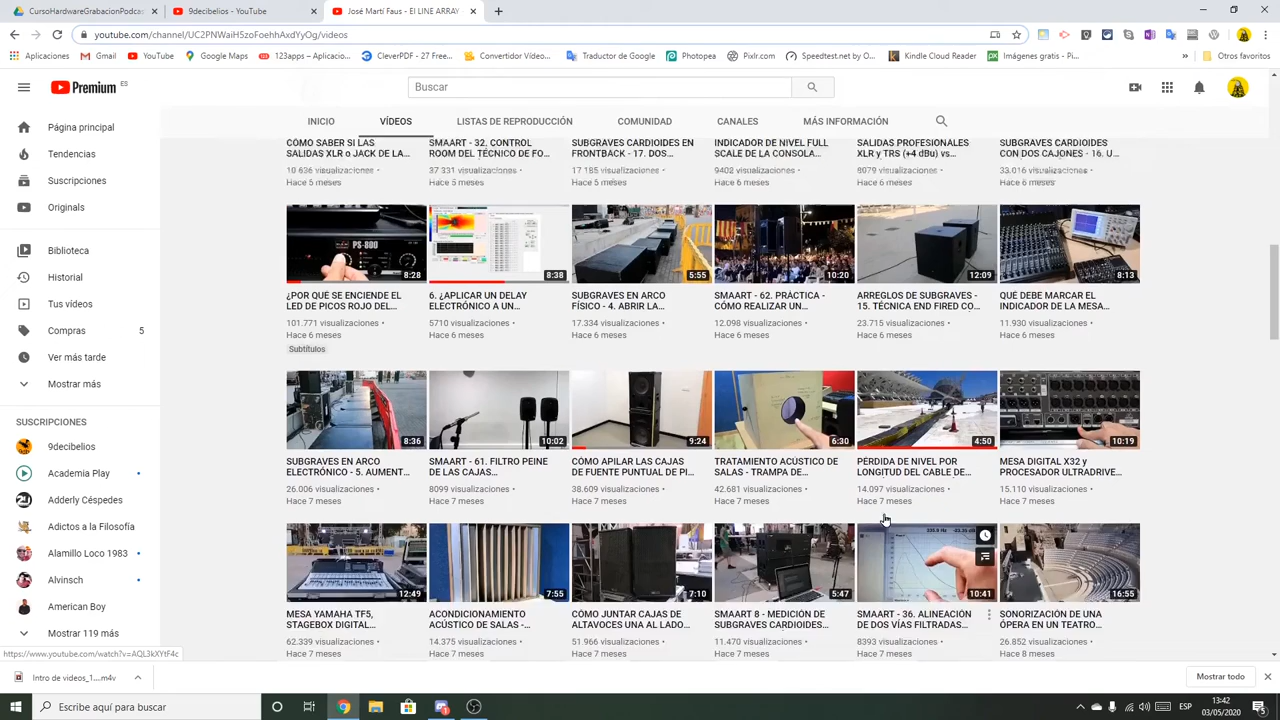 CursoHardwareGrabacionPodcas
9decibelios - YouTube
José Martí Faus - El LINE ARRAY
youtube.com/channel/UC2PNWaiH5zoFoehhAxdYyOg/videos
Aplicaciones
Gmail
YouTube
Google Maps
123apps – Aplicacio...
CleverPDF - 27 Free...
Convertidor Vídeo...
Traductor de Google
Photopea
Pixlr.com
Speedtest.net by O...
Kindle Cloud Reader
Imágenes gratis - Pi...
»
Otros favoritos
Premium ES
Buscar
INICIO
VÍDEOS
LISTAS DE REPRODUCCIÓN
COMUNIDAD
CANALES
MÁS INFORMACIÓN
Página principal
Tendencias
Suscripciones
Originals
Biblioteca
Historial
Tus vídeos
Compras 5
Ver más tarde
Mostrar más
SUSCRIPCIONES
9decibelios
Academia Play
Adderly Céspedes
Adictos a la Filosofía
Alamillo Loco 1983
Alvinsch
American Boy
Mostrar 119 más
CÓMO SABER SI LAS
SALIDAS XLR o JACK DE LA...
10 636 visualizaciones •
Hace 5 meses
SMAART - 32. CONTROL
ROOM DEL TÉCNICO DE FO...
37 331 visualizaciones •
Hace 5 meses
SUBGRAVES CARDIOIDES EN
FRONTBACK - 17. DOS...
17 185 visualizaciones •
Hace 5 meses
INDICADOR DE NIVEL FULL
SCALE DE LA CONSOLA...
9402 visualizaciones •
Hace 6 meses
SALIDAS PROFESIONALES
XLR y TRS (+4 dBu) vs...
8079 visualizaciones •
Hace 6 meses
SUBGRAVES CARDIOIDES
CON DOS CAJONES - 16. U...
33.016 visualizaciones •
Hace 6 meses
PS-800
8:28
8:38
5:55
10:20
12:09
8:13
¿POR QUÉ SE ENCIENDE EL
LED DE PICOS ROJO DEL...
101.771 visualizaciones •
Hace 6 meses
Subtítulos
6. ¿APLICAR UN DELAY
ELECTRÓNICO A UN...
5710 visualizaciones •
Hace 6 meses
SUBGRAVES EN ARCO
FÍSICO - 4. ABRIR LA...
17.334 visualizaciones •
Hace 6 meses
SMAART - 62. PRÁCTICA -
CÓMO REALIZAR UN...
12.098 visualizaciones •
Hace 6 meses
ARREGLOS DE SUBGRAVES -
15. TÉCNICA END FIRED CO...
23.715 visualizaciones •
Hace 6 meses
QUÉ DEBE MARCAR EL
INDICADOR DE LA MESA...
11.930 visualizaciones •
Hace 6 meses
8:36
10:02
9:24
6:30
4:50
10:19
SUBGRAVES EN ARCO
ELECTRÓNICO - 5. AUMENT...
26.006 visualizaciones •
Hace 7 meses
SMAART - 61. FILTRO PEINE
DE LAS CAJAS...
8099 visualizaciones •
Hace 7 meses
CÓMO APILAR LAS CAJAS
DE FUENTE PUNTUAL DE PI...
38.609 visualizaciones •
Hace 7 meses
TRATAMIENTO ACÚSTICO DE
SALAS - TRAMPA DE...
42.681 visualizaciones •
Hace 7 meses
PÉRDIDA DE NIVEL POR
LONGITUD DEL CABLE DE...
14.097 visualizaciones •
Hace 7 meses
MESA DIGITAL X32 y
PROCESADOR ULTRADRIVE...
15.110 visualizaciones •
Hace 7 meses
12:49
7:55
7:10
5:47
10:41
16:55
MESA YAMAHA TF5,
STAGEBOX DIGITAL...
62.339 visualizaciones •
Hace 7 meses
ACONDICIONAMIENTO
ACÚSTICO DE SALAS -...
14.375 visualizaciones •
Hace 7 meses
CÓMO JUNTAR CAJAS DE
ALTAVOCES UNA AL LADO...
51.966 visualizaciones •
Hace 7 meses
SMAART 8 - MEDICIÓN DE
SUBGRAVES CARDIOIDES...
11.470 visualizaciones •
Hace 7 meses
SMAART - 36. ALINEACIÓN
DE DOS VÍAS FILTRADAS...
8393 visualizaciones •
Hace 7 meses
SONORIZACIÓN DE UNA
ÓPERA EN UN TEATRO...
26.852 visualizaciones •
Hace 8 meses
https://www.youtube.com/watch?v=AQL3kXYtF4c
Intro de videos_1....m4v
Mostrar todo
Escribe aquí para buscar
ESP
13:42
03/05/2020